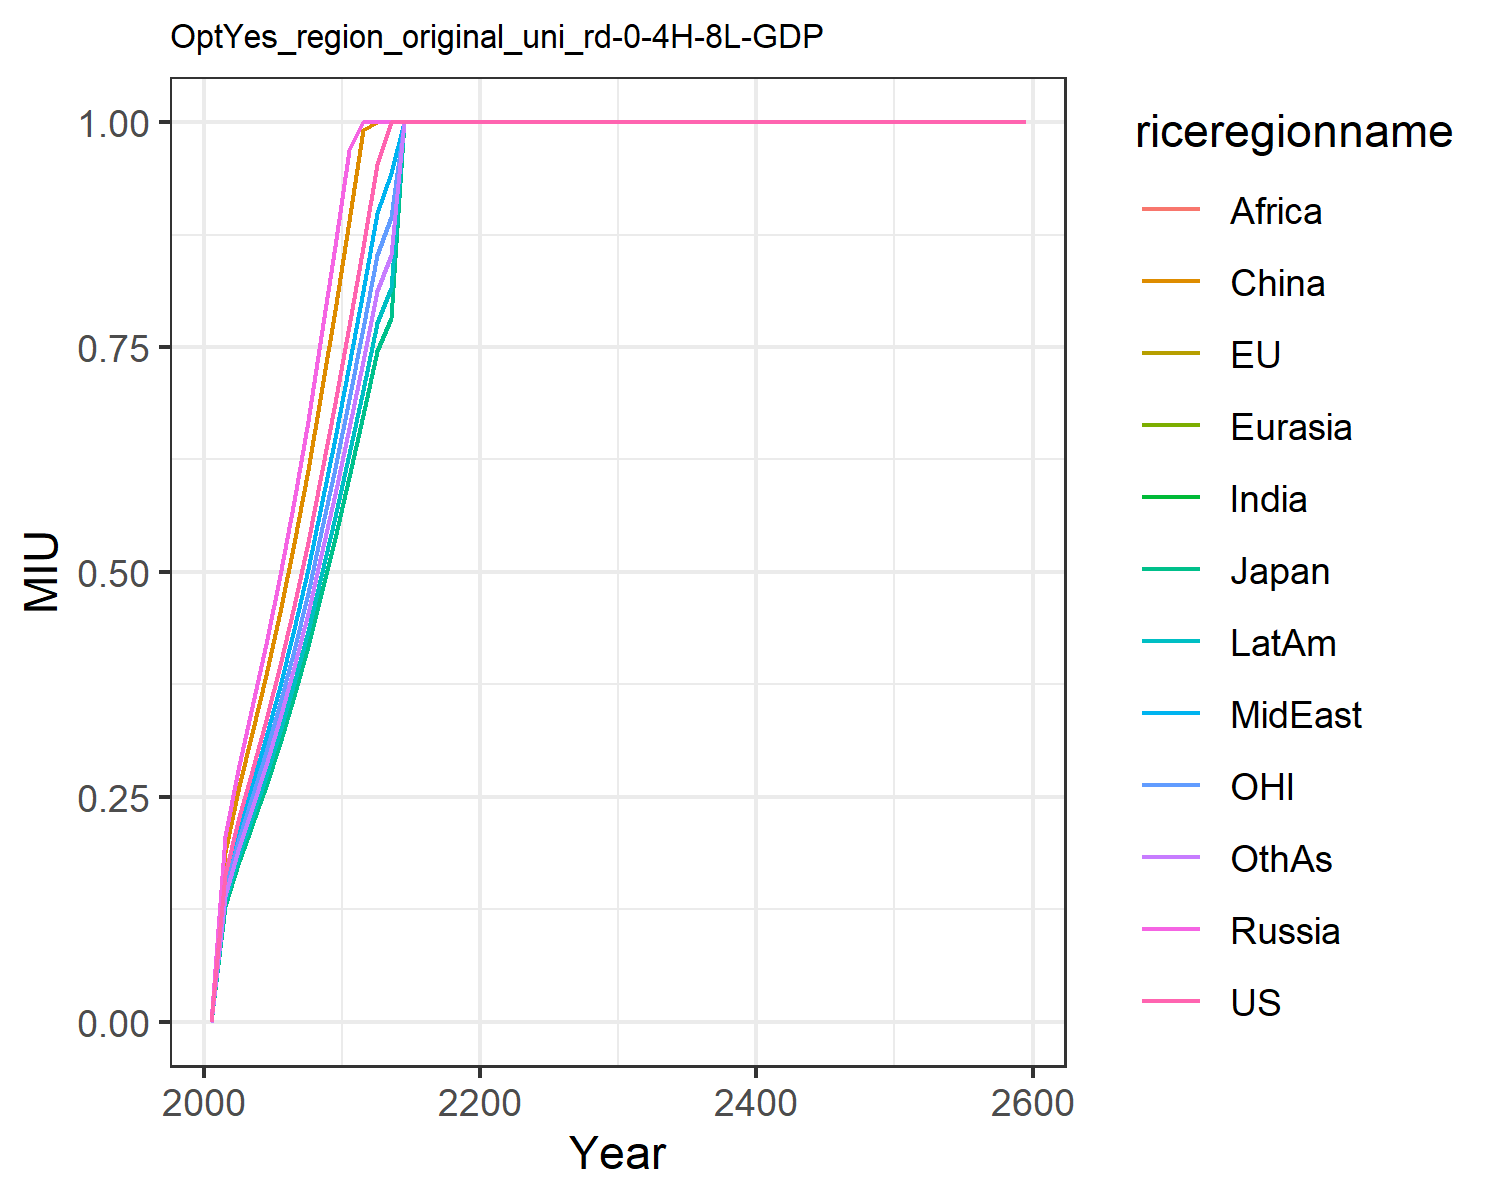 OptYes_region_original_uni_rd-0-4H-8L-GDP
1.00
0.75
0.50
0.25
0.00
MIU
2000 2200 2400 2600
Year
riceregionname
Africa
China
EU
Eurasia
India
Japan
LatAm
MidEast
OHI
OthAs
Russia
US